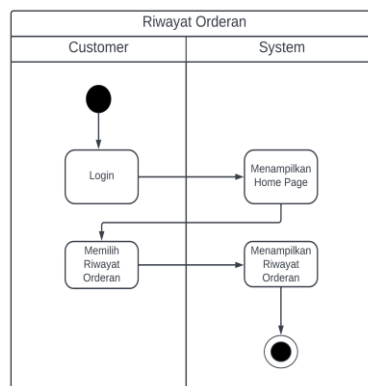 Riwayat Orderan
Customer
System
Login
Menampilkan
Home Page
Memilih
Riwayat
Orderan
Menampilkan
Riwayat
Orderan